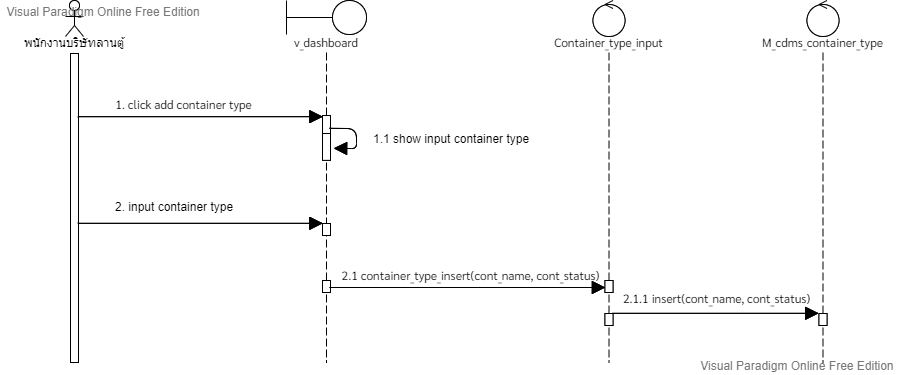 Visual Paradigm Online Free Edition
พนักงานบริษัทลานตู้
v_dashboard
Container_type_input
M_cdms_container_type
1. click add container type
1.1 show input container type
2. input container type
2.1 container_type_insert(cont_name, cont_status)
2.1.1 insert(cont_name, cont_status)
Visual Paradigm Online Free Edition